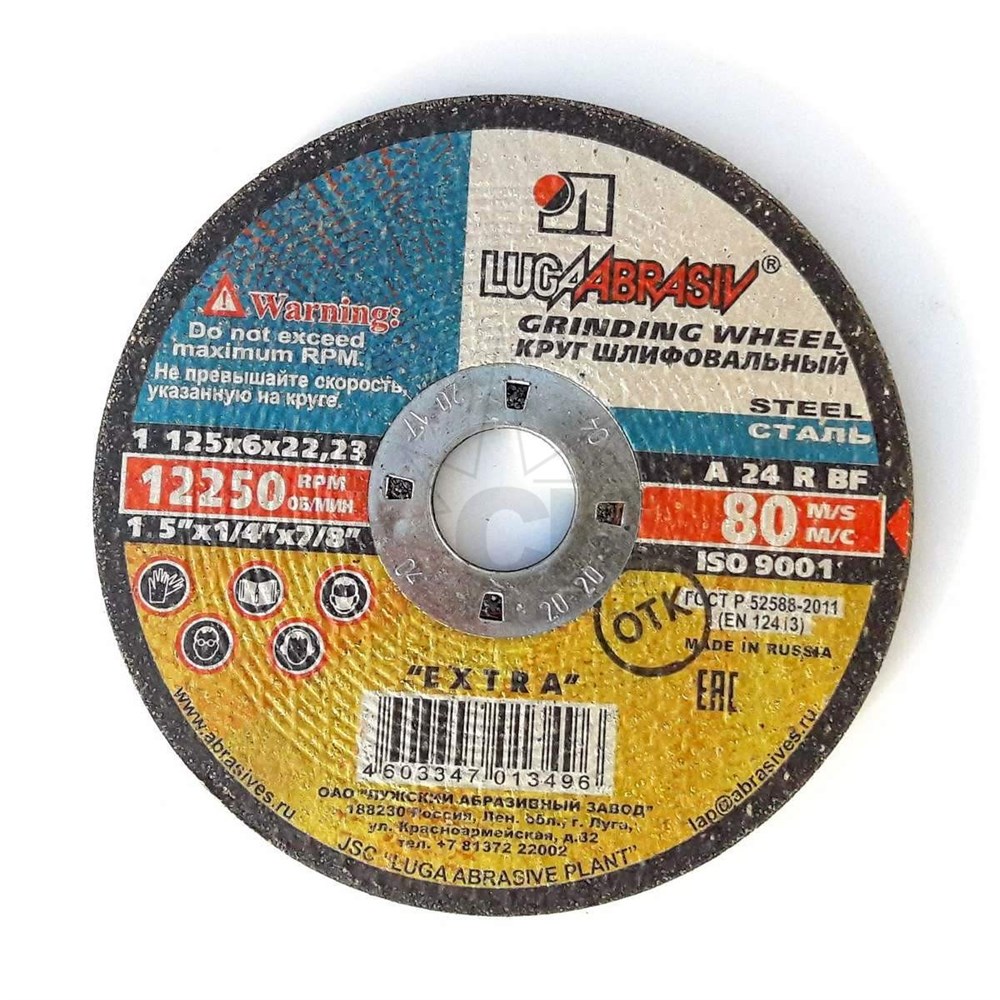 LUGAABRASIV®
GRINDING WHEEL
КРУГ ШЛИФОВАЛЬНЫЙ
Warning:
Do not exceed
maximum RPM.
Не превышайте скорость,
указанную на круге.
STEEL
СТАЛЬ
1 125x6x22,23
12250 RPM
ОБ/МИН
1 5"x1/4"x7/8"
A 24 R BF
80 M/S
М/С
ISO 9001
ГОСТ Р 52588-2011
(EN 12413)
MADE IN RUSSIA
ОТК
EAC
"EXTRA"
4 603347 013496
ОАО "ЛУЖСКИЙ АБРАЗИВНЫЙ ЗАВОД"
188230 Россия, Лен. обл., г. Луга,
ул. Красноармейская, д.32
тел. +7 81372 22002
JSC "LUGA ABRASIVE PLANT"
www.abrasives.ru
lap@abrasives.ru